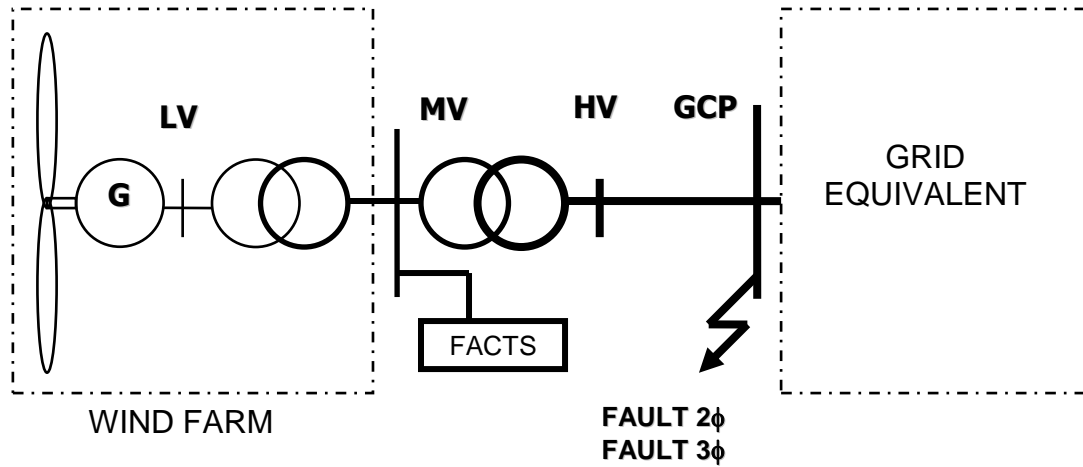 LV
MV
HV
GCP
G
GRID
EQUIVALENT
FACTS
WIND FARM
FAULT 2ϕ
FAULT 3ϕ